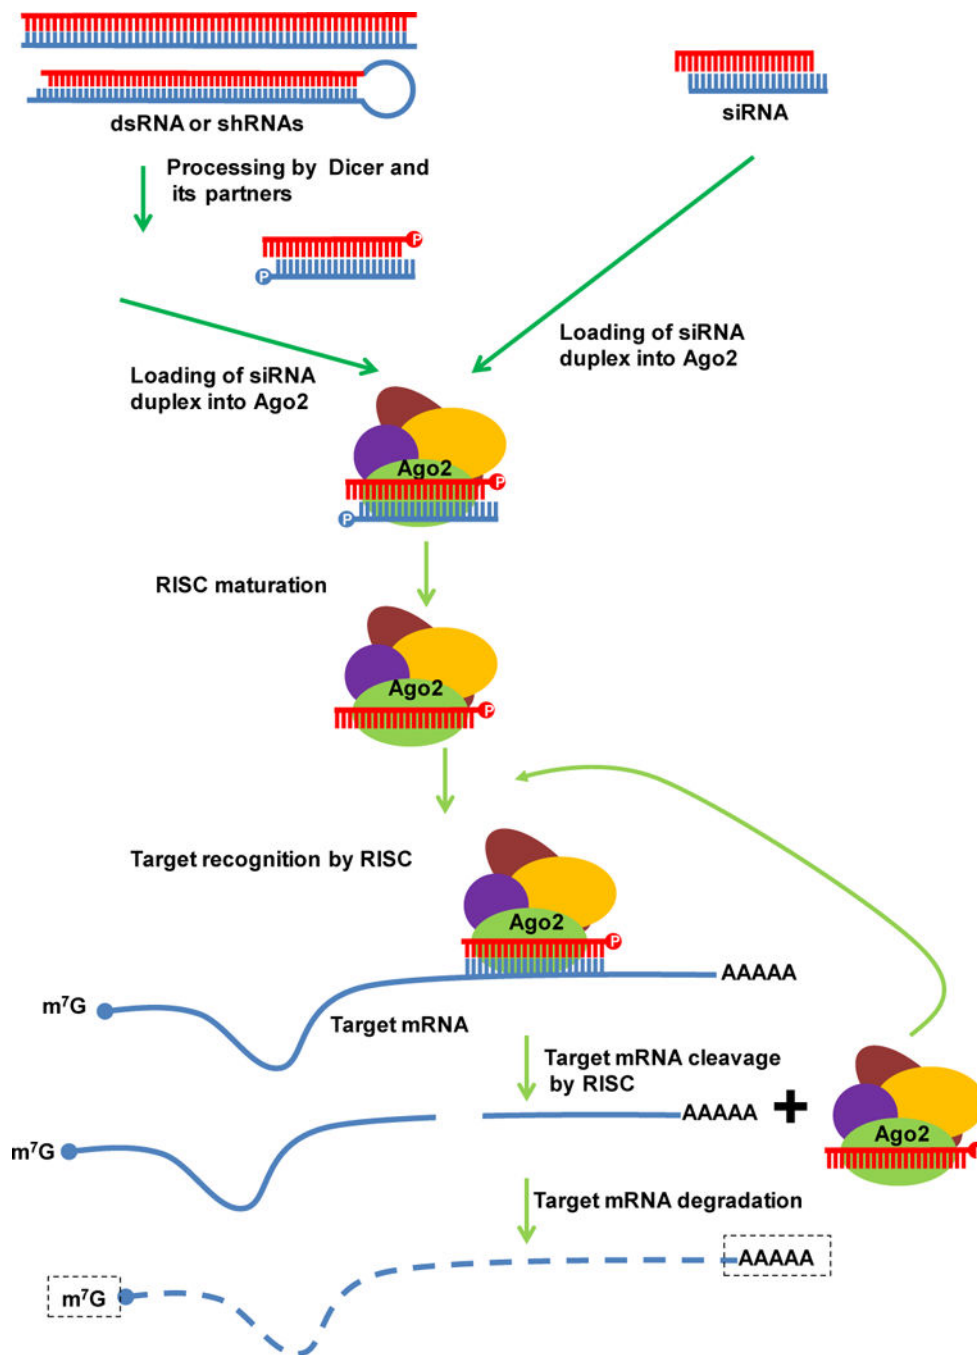 dsRNA or shRNAs
siRNA
Processing by Dicer and
its partners
P
P
Loading of siRNA
duplex into Ago2
Loading of siRNA
duplex into Ago2
Ago2
P
P
RISC maturation
Ago2
P
Target recognition by RISC
Ago2
P
AAAAA
m⁷G
Target mRNA
Target mRNA cleavage
by RISC
AAAAA
+
Ago2
m⁷G
Target mRNA degradation
AAAAA
m⁷G